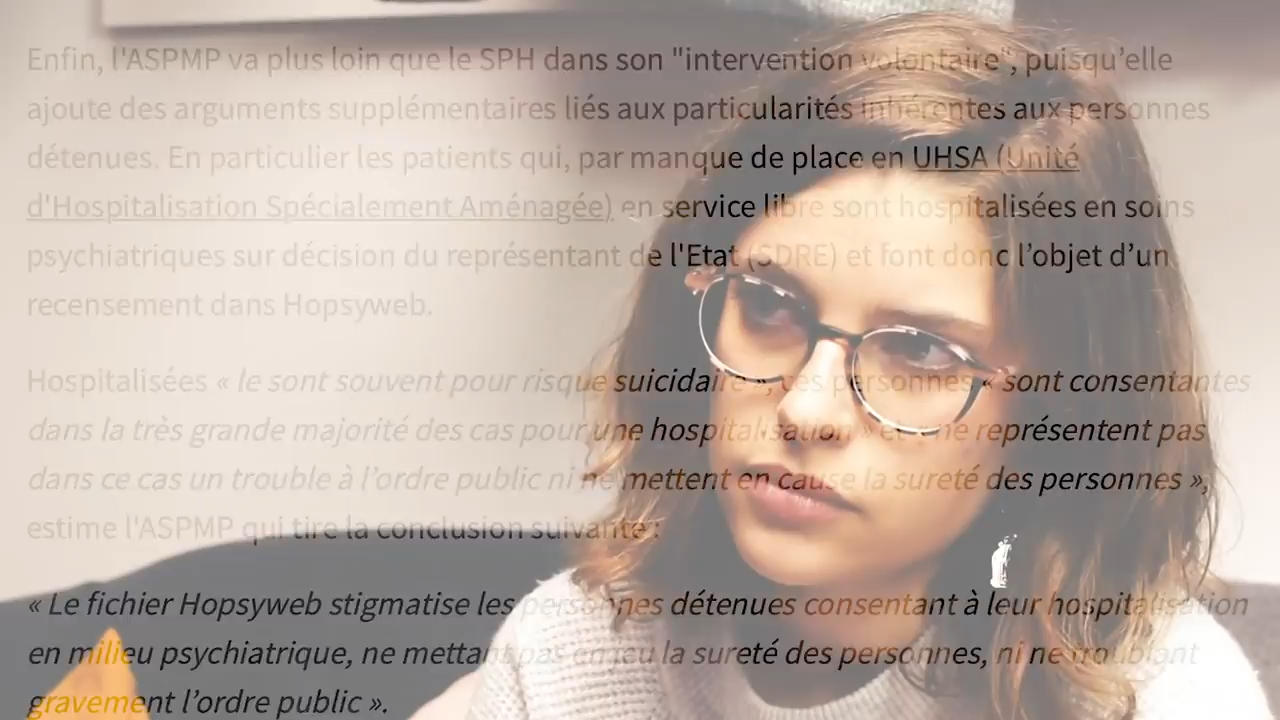 Enfin, l'ASPMP va plus loin que le SPH dans son "intervention volontaire", puisqu’elle
ajoute des arguments supplémentaires liés aux particularités inhérentes aux personnes
détenues. En particulier les patients qui, par manque de place en UHSA (Unité
d'Hospitalisation Spécialement Aménagée) en service libre sont hospitalisées en soins
psychiatriques sur décision du représentant de l'Etat (SDRE) et font donc l’objet d’un
recensement dans Hopsyweb.
Hospitalisées « le sont souvent pour risque suicidaire », ces personnes « sont consentantes
dans la très grande majorité des cas pour une hospitalisation » et « ne représentent pas
dans ce cas un trouble à l’ordre public ni ne mettent en cause la sureté des personnes »,
estime l'ASPMP qui tire la conclusion suivante :
« Le fichier Hopsyweb stigmatise les personnes détenues consentant à leur hospitalisation
en milieu psychiatrique, ne mettant pas en jeu la sureté des personnes, ni ne troublant
gravement l’ordre public ».